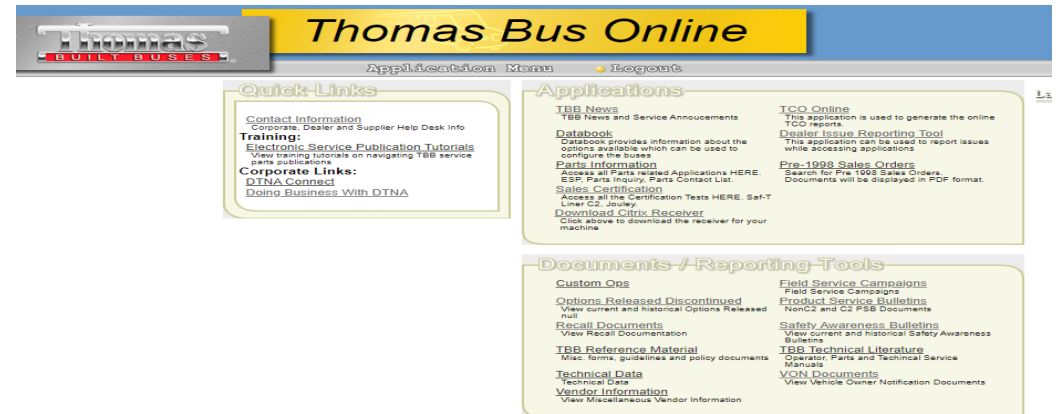 Thomas
BUILT BUSES
Thomas Bus Online
Application Menu
Logout
Quick Links
Contact Information
Corporate, Dealer and Supplier Help Desk Info
Training:
Electronic Service Publication Tutorials
View training tutorials on navigating TBB service
parts publications
Corporate Links:
DTNA Connect
Doing Business With DTNA
Applications
TBB News
TBB News and Service Annoucements
Databook
Databook provides information about the
options available which can be used to
configure the buses
Parts Information
Access all Parts related Applications HERE.
ESP, Parts Inquiry, Parts Contact List.
Sales Certification
Access all the Certification Tests HERE. Saf-T
Liner C2, Jouley.
Download Citrix Receiver
Click above to download the receiver for your
machine
TCO Online
This application is used to generate the online
TCO reports.
Dealer Issue Reporting Tool
This application can be used to report issues
while accessing applications
Pre-1998 Sales Orders
Search for Pre 1998 Sales Orders.
Documents will be displayed in PDF format.
Documents / Reporting Tools
Custom Ops
Options Released Discontinued
View current and historical Options Released
null
Recall Documents
View Recall Documentation
TBB Reference Material
Misc. forms, guidelines and policy documents
Technical Data
Technical Data
Vendor Information
View Miscellaneous Vendor Information
Field Service Campaigns
Field Service Campaigns
Product Service Bulletins
NonC2 and C2 PSB Documents
Safety Awareness Bulletins
View current and historical Safety Awareness
Bulletins
TBB Technical Literature
Operator, Parts and Techincal Service
Manuals
VON Documents
View Vehicle Owner Notification Documents